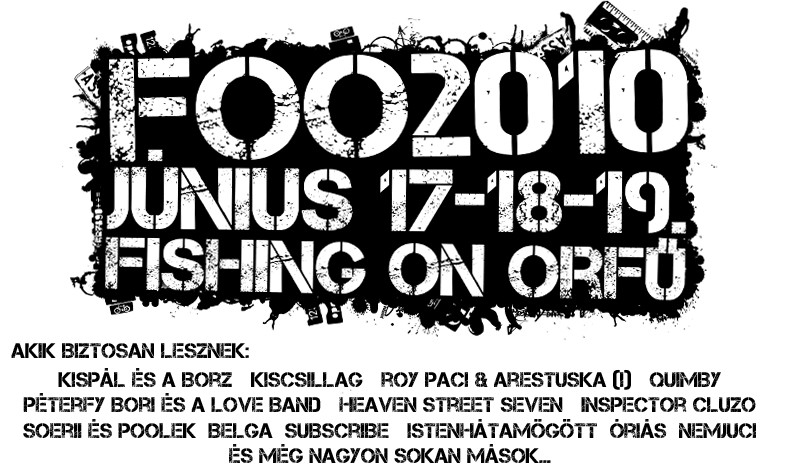 F.OO2010
JÚNIUS 17-18-19.
FISHING ON ORFŰ
AKIK BIZTOSAN LESZNEK:
KISPÁL ÉS A BORZ KISCSILLAG ROY PACI & ARESTUSKA (I) QUIMBY
PÉTERFY BORI ÉS A LOVE BAND HEAVEN STREET SEVEN INSPECTOR CLUZO
SOERII ÉS POOLEK BELGA SUBSCRIBE ISTENHÁTAMÖGÖTT ÓRIÁS NEMJUCI
ÉS MÉG NAGYON SOKAN MÁSOK...